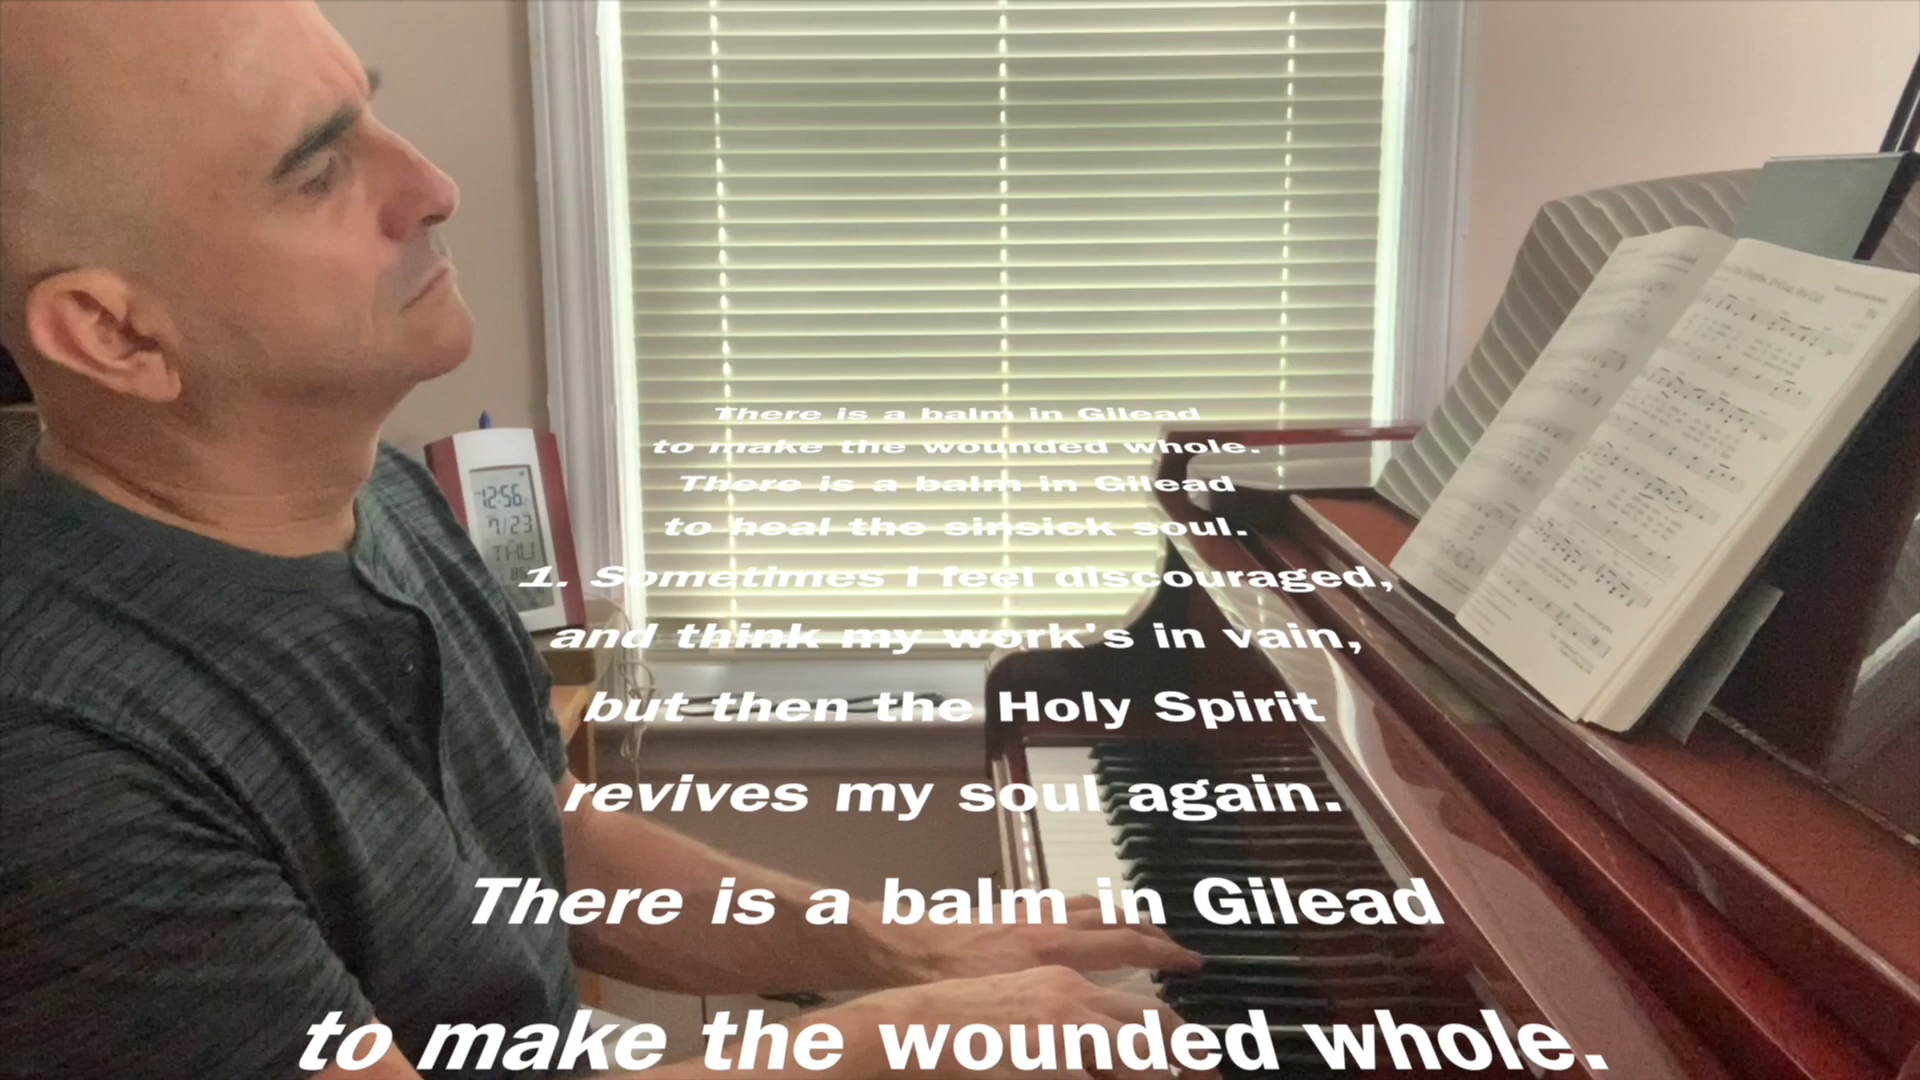 There is a balm in Gilead
to make the wounded whole.
There is a balm in Gilead
to heal the sinsick soul.
1. Sometimes I feel discouraged,
and think my work's in vain,
but then the Holy Spirit
revives my soul again.
There is a balm in Gilead
to make the wounded whole.
12:56
7/23
THU